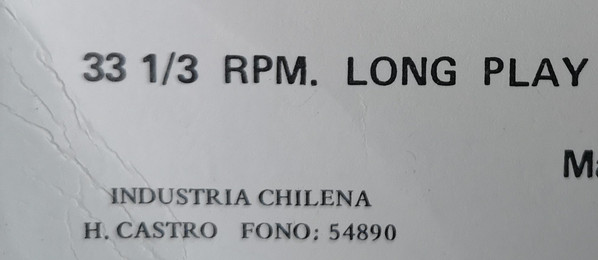 33 1/3 RPM. LONG PLAY
INDUSTRIA CHILENA
H. CASTRO FONO: 54890